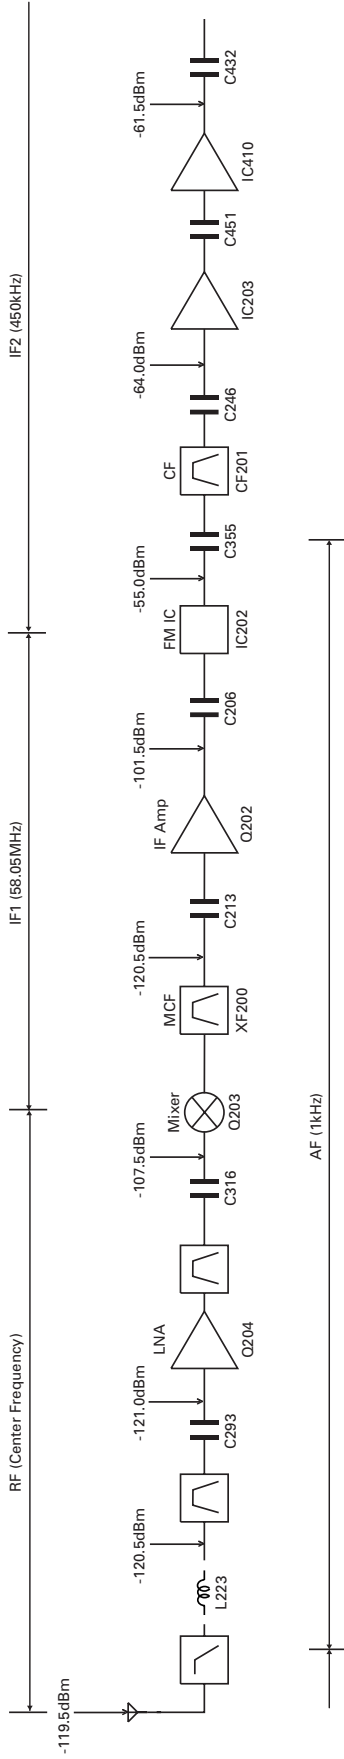 RF (Center Frequency)
IF1 (58.05MHz)
IF2 (450kHz)
-119.5dBm
-120.5dBm
-121.0dBm
-107.5dBm
-120.5dBm
-101.5dBm
-55.0dBm
-64.0dBm
-61.5dBm
LNA
Mixer
MCF
IF Amp
FM IC
CF
L223
C293
Q204
C316
Q203
XF200
C213
Q202
C206
IC202
C355
CF201
C246
IC203
C451
IC410
C432
AF (1kHz)